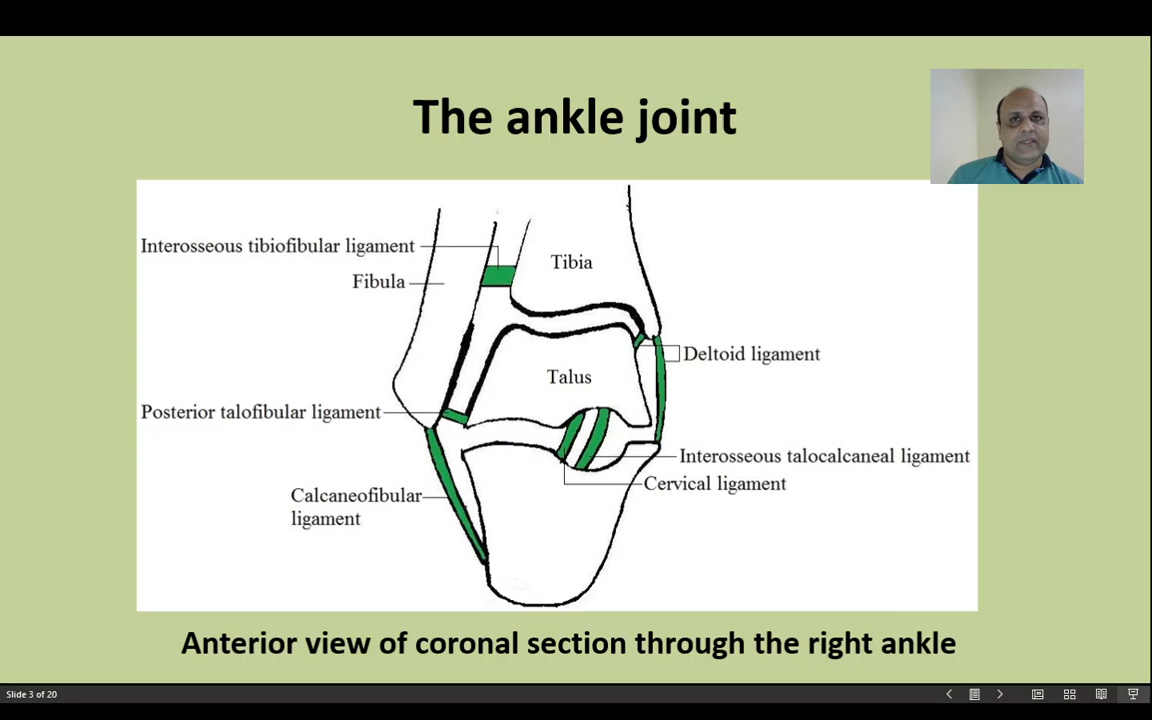 The ankle joint
Interosseous tibiofibular ligament
Tibia
Fibula
Deltoid ligament
Talus
Posterior talofibular ligament
Interosseous talocalcaneal ligament
Cervical ligament
Calcaneofibular
ligament
Anterior view of coronal section through the right ankle
Slide 3 of 20